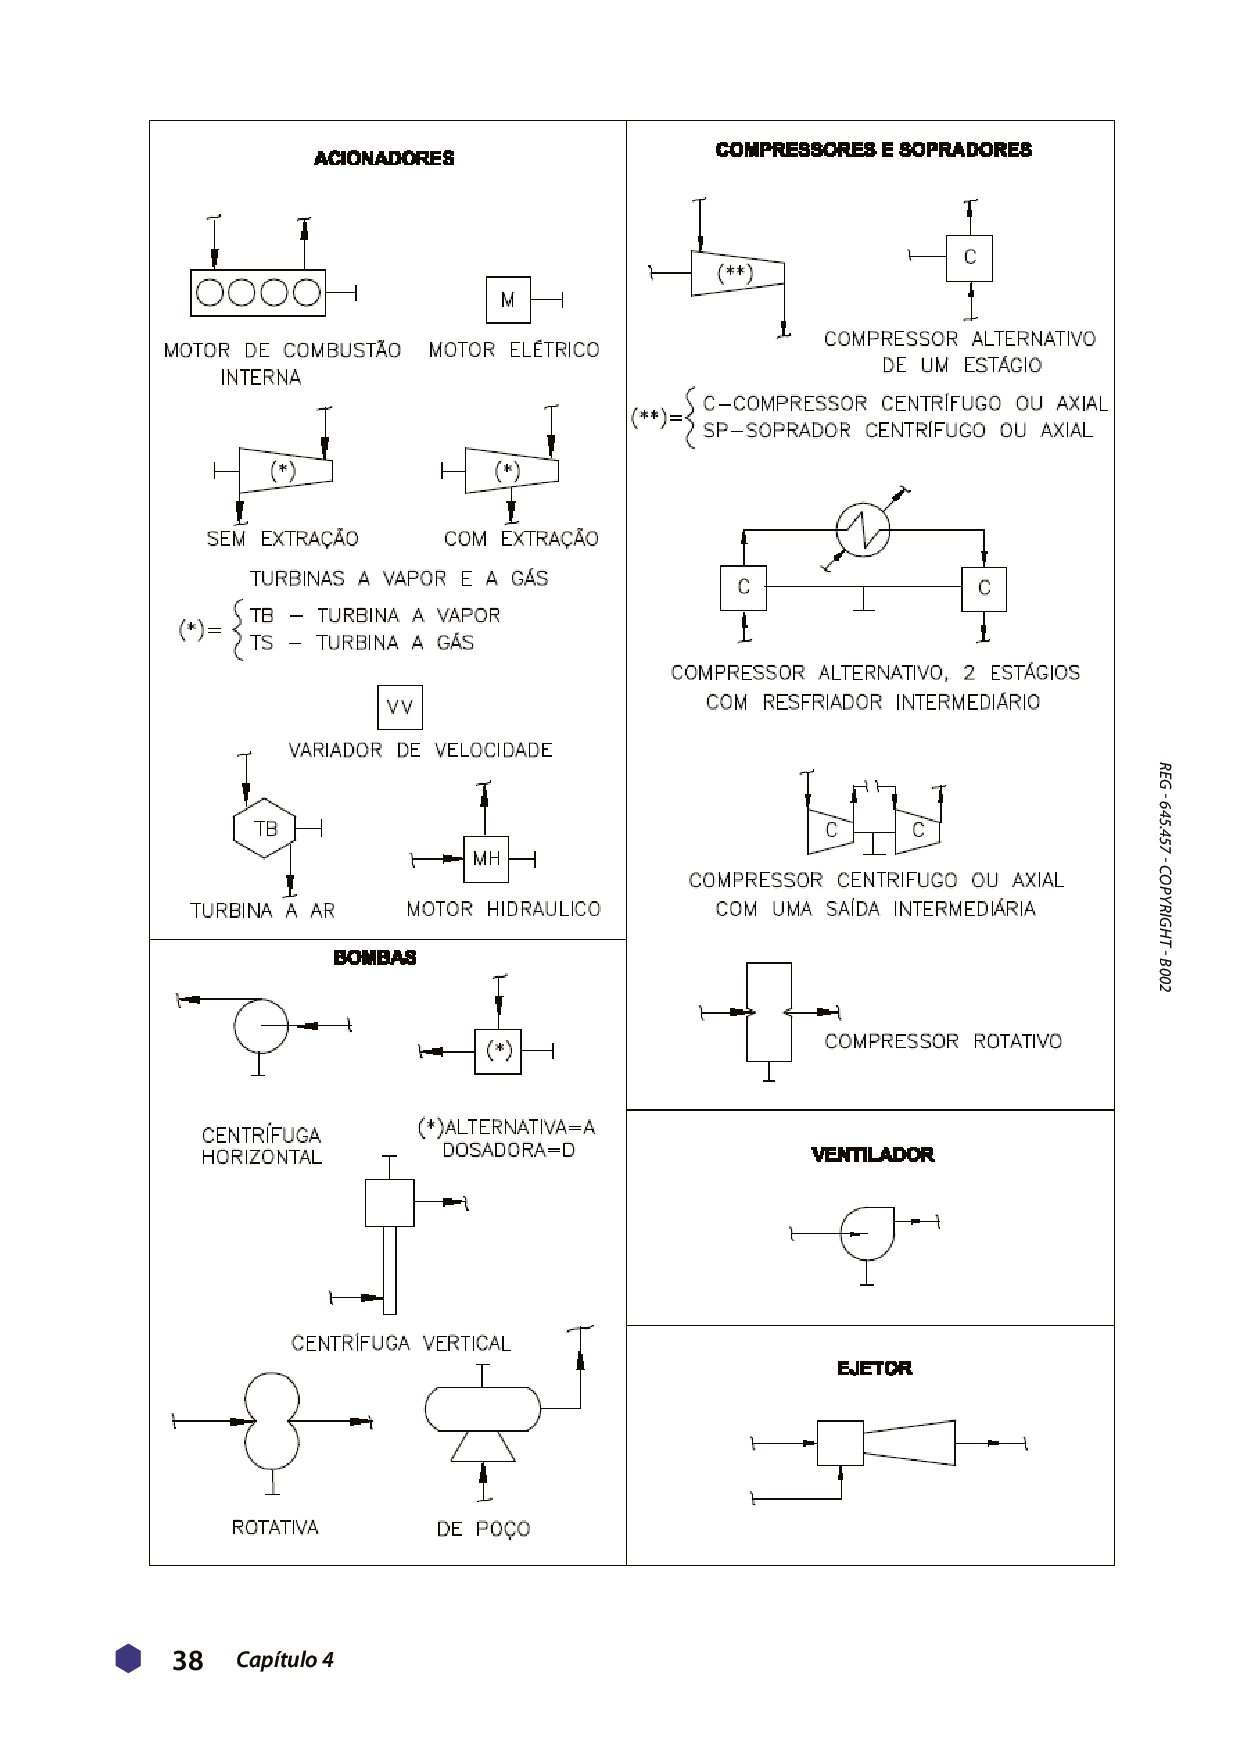 ACIONADORES
MOTOR DE COMBUSTÃO
INTERNA
M
MOTOR ELÉTRICO
(*)
SEM EXTRAÇÃO
(*)
COM EXTRAÇÃO
TURBINAS A VAPOR E A GÁS
(*)=
TB – TURBINA A VAPOR
TS – TURBINA A GÁS
VV
VARIADOR DE VELOCIDADE
TB
TURBINA A AR
MH
MOTOR HIDRAULICO
BOMBAS
CENTRÍFUGA
HORIZONTAL
(*)
(*)ALTERNATIVA=A
DOSADORA=D
CENTRÍFUGA VERTICAL
ROTATIVA
DE POÇO
COMPRESSORES E SOPRADORES
(**)
C
COMPRESSOR ALTERNATIVO
DE UM ESTÁGIO
(**)=
C–COMPRESSOR CENTRÍFUGO OU AXIAL
SP–SOPRADOR CENTRÍFUGO OU AXIAL
C
C
COMPRESSOR ALTERNATIVO, 2 ESTÁGIOS
COM RESFRIADOR INTERMEDIÁRIO
C
C
COMPRESSOR CENTRIFUGO OU AXIAL
COM UMA SAÍDA INTERMEDIÁRIA
COMPRESSOR ROTATIVO
VENTILADOR
EJETOR
REG - 645.457 - COPYRIGHT - B002
38 Capítulo 4